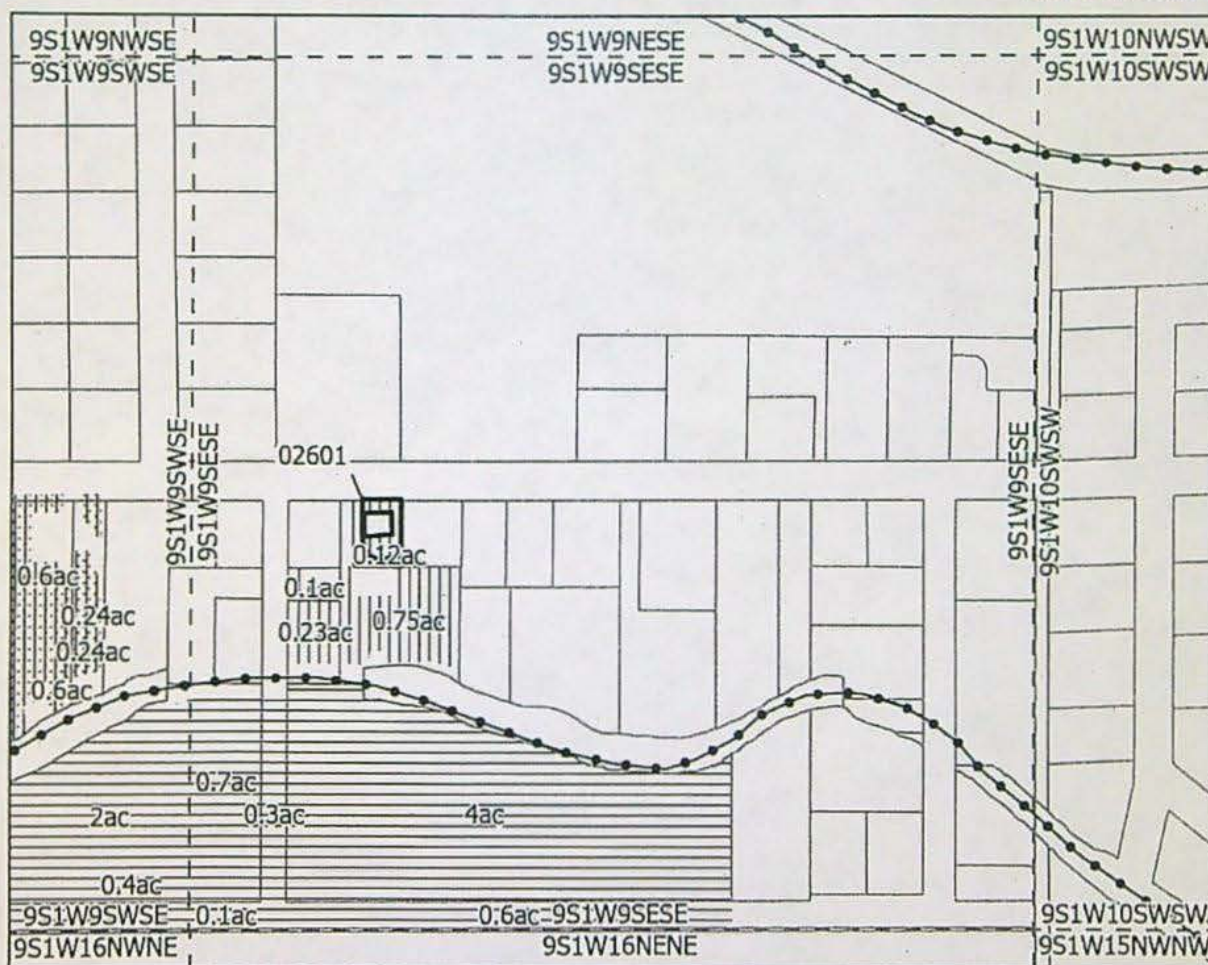 9S1W9NWSE
9S1W9NESE
9S1W10NWSW
9S1W9SWSE
9S1W9SESE
9S1W10SWSW
9S1W9SWSE
9S1W9SESE
9S1W9SESE
9S1W10SWSW
02601
0.12ac
0.6ac
0.1ac
0.24ac
0.23ac
0.75ac
0.24ac
0.6ac
0.7ac
2ac
0.3ac
4ac
0.4ac
9S1W9SWSE
0.1ac
0.6ac
9S1W9SESE
9S1W10SWSW
9S1W16NWNE
9S1W16NENE
9S1W15NWNW